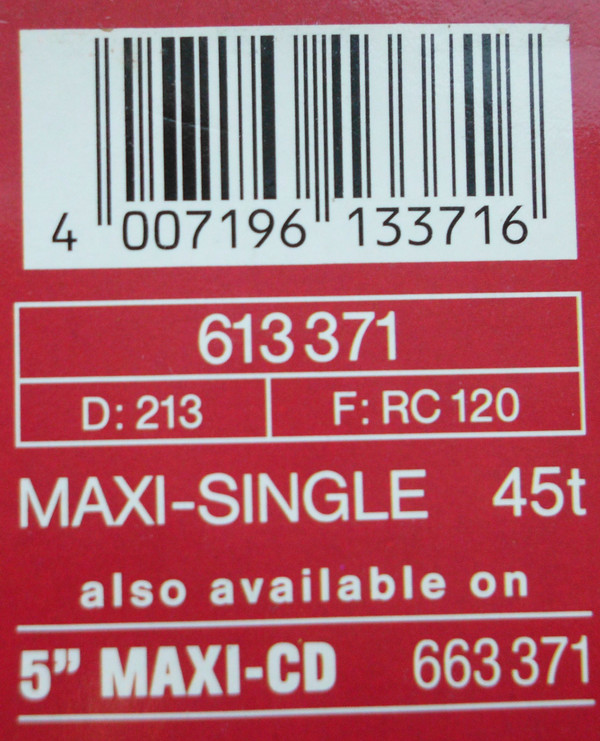 4 007196 133716
613 371
D: 213 F: RC 120
MAXI-SINGLE 45t
also available on
5" MAXI-CD 663 371